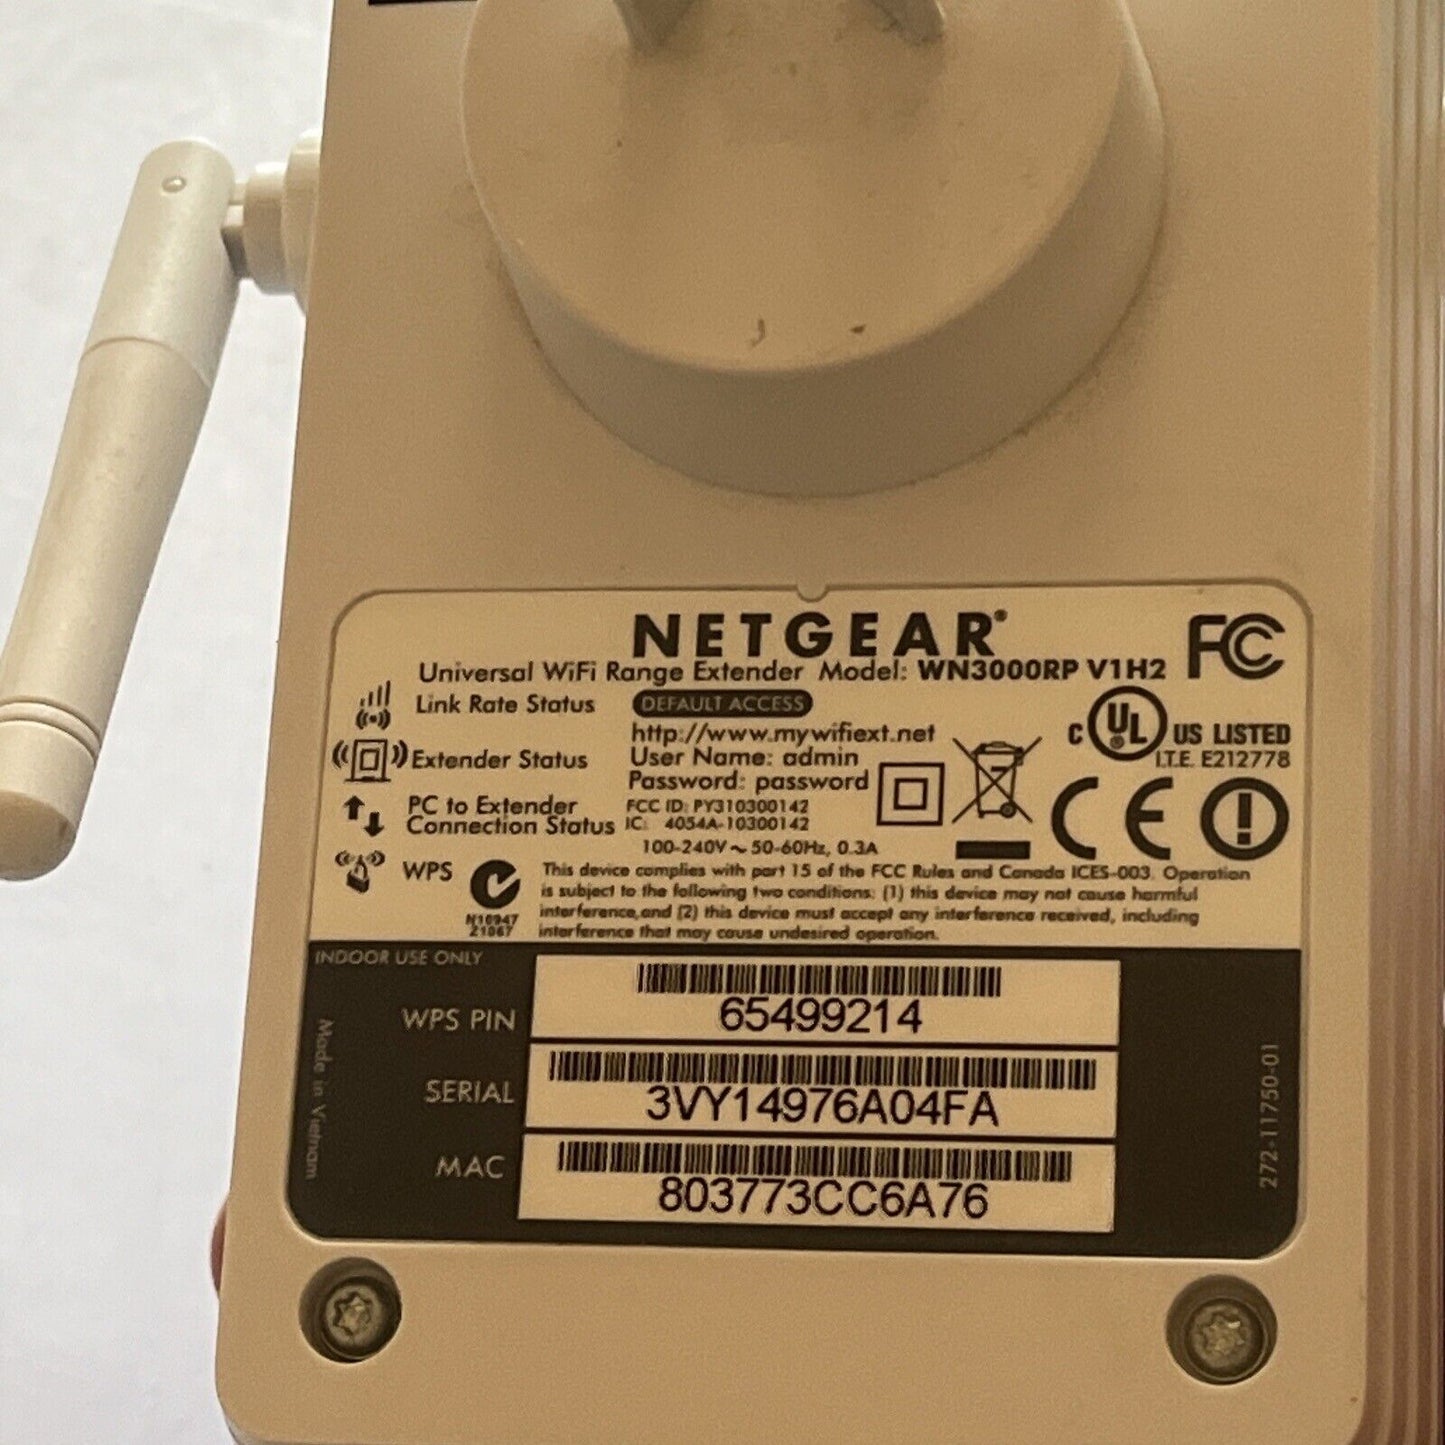 NETGEAR®
Universal WiFi Range Extender Model: WN3000RP V1H2
FC
Link Rate Status
DEFAULT ACCESS
http://www.mywifiext.net
Extender Status
User Name: admin
Password: password
C UL US LISTED
I.T.E. E212778
PC to Extender
Connection Status
FCC ID: PY310300142
IC: 4054A-10300142
100-240V ~ 50-60Hz, 0.3A
CE
WPS
N10947
Z1067
This device complies with part 15 of the FCC Rules and Canada ICES-003. Operation
is subject to the following two conditions: (1) this device may not cause harmful
interference,and (2) this device must accept any interference received, including
interference that may cause undesired operation.
INDOOR USE ONLY
WPS PIN
65499214
SERIAL
3VY14976A04FA
MAC
803773CC6A76
Made in Vietnam
272-11750-01